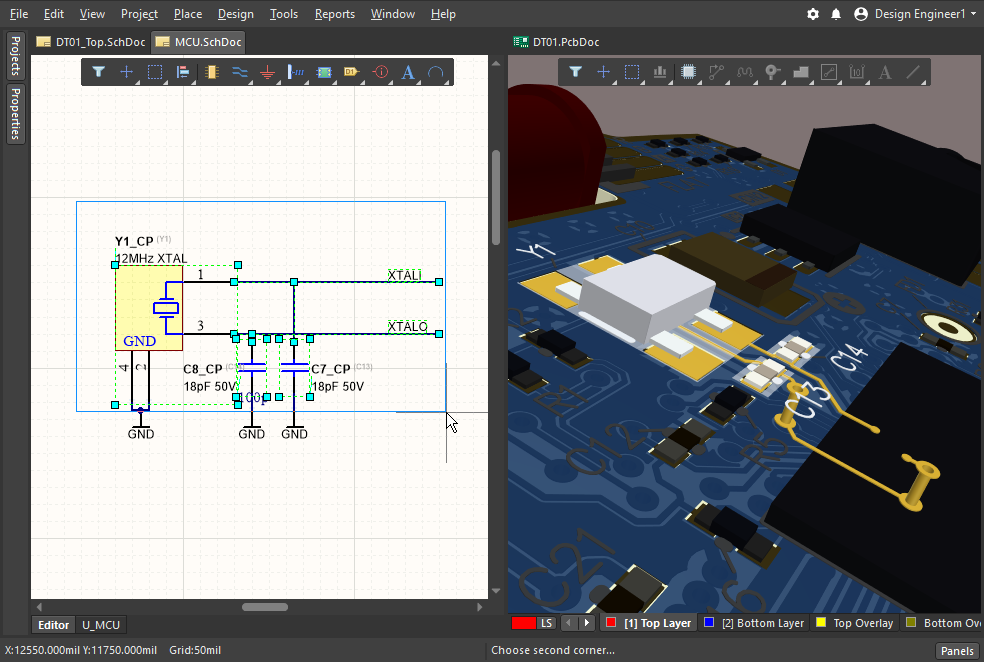 File Edit View Project Place Design Tools Reports Window Help Design Engineer1
Projects
Properties
DT01_Top.SchDoc MCU.SchDoc
DT01.PcbDoc
Y1_CP (Y1)
12MHz XTAL
1
XTALI
3
XTALO
GND
4 2
C8_CP
C7_CP (C13)
18pF 50V
18pF 50V
GND
GND GND
Y1
C14
C13
C12
C21
Editor U_MCU
LS [1] Top Layer [2] Bottom Layer Top Overlay Bottom Ov
X:12550.000mil Y:11750.000mil Grid:50mil
Choose second corner...
Panels